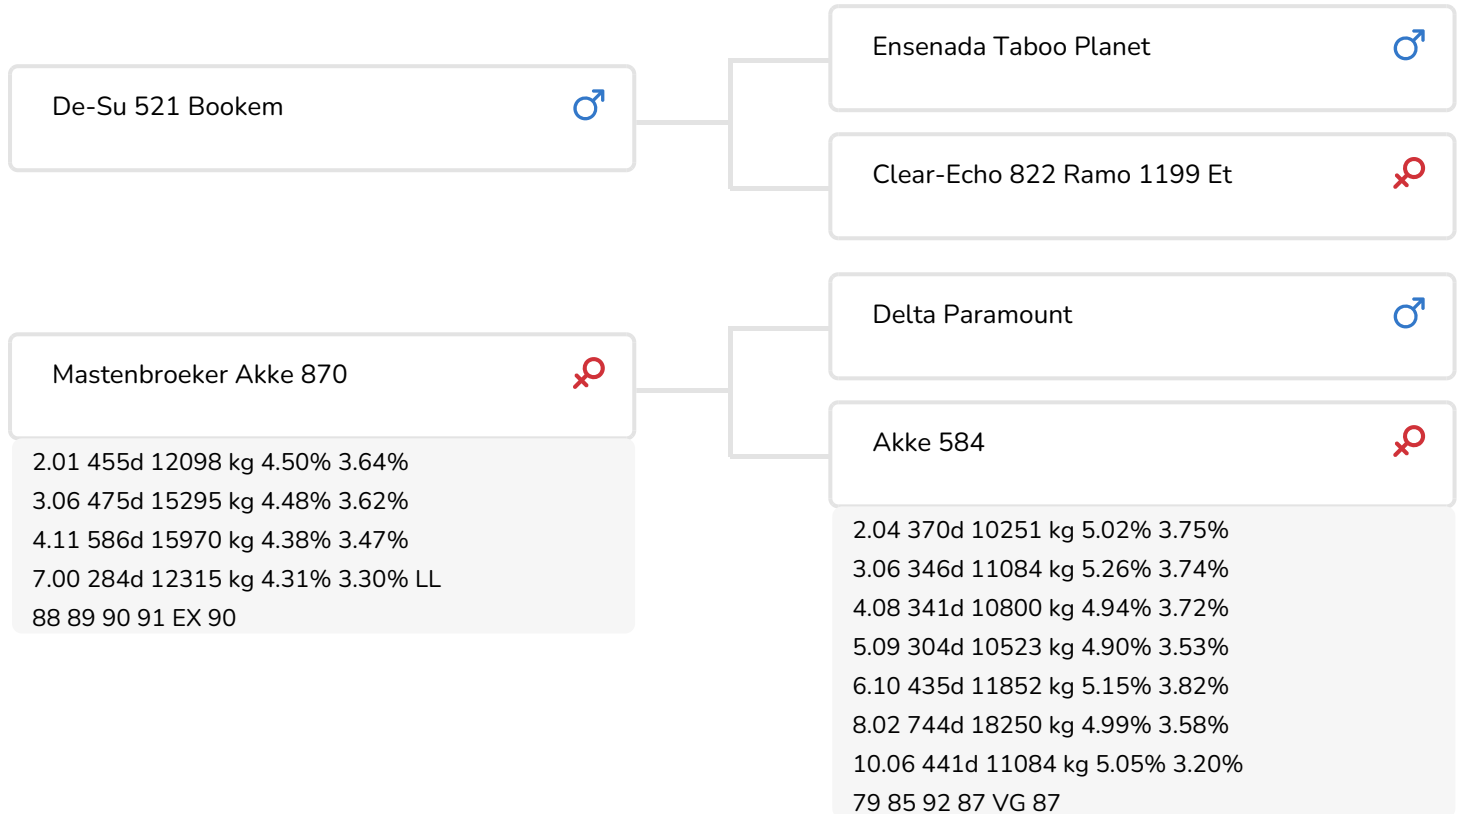 De-Su 521 Bookem
Ensenada Taboo Planet
Clear-Echo 822 Ramo 1199 Et
Mastenbroeker Akke 870
2.01 455d 12098 kg 4.50% 3.64%
3.06 475d 15295 kg 4.48% 3.62%
4.11 586d 15970 kg 4.38% 3.47%
7.00 284d 12315 kg 4.31% 3.30% LL
88 89 90 91 EX 90
Delta Paramount
Akke 584
2.04 370d 10251 kg 5.02% 3.75%
3.06 346d 11084 kg 5.26% 3.74%
4.08 341d 10800 kg 4.94% 3.72%
5.09 304d 10523 kg 4.90% 3.53%
6.10 435d 11852 kg 5.15% 3.82%
8.02 744d 18250 kg 4.99% 3.58%
10.06 441d 11084 kg 5.05% 3.20%
79 85 92 87 VG 87